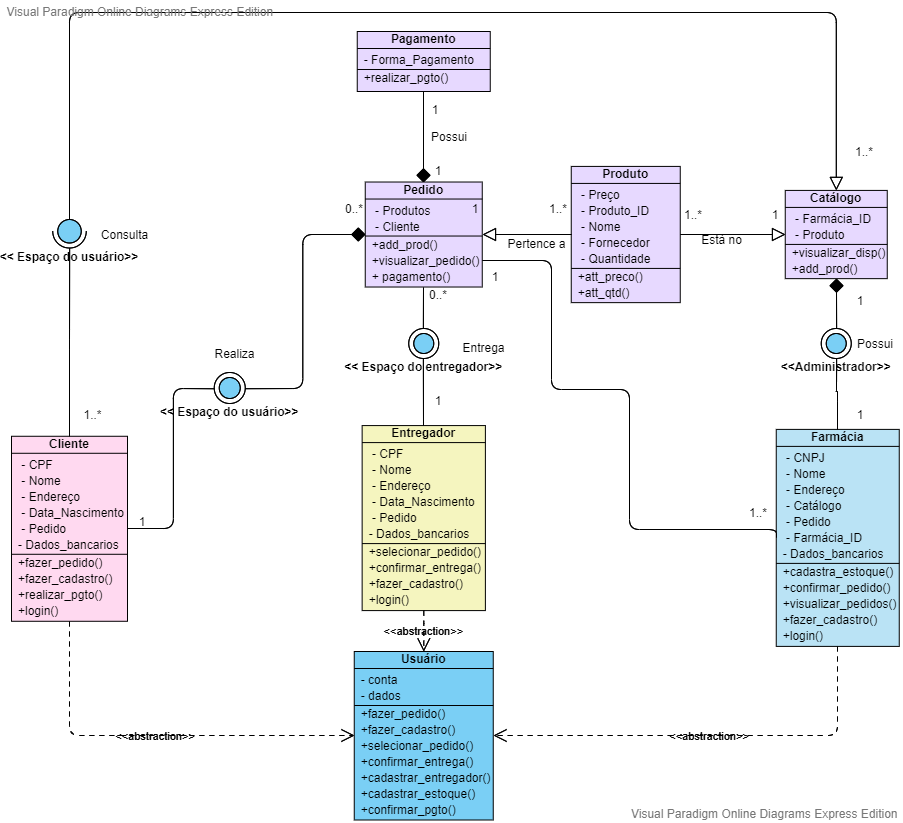 Visual Paradigm Online Diagrams Express Edition
Pagamento
- Forma_Pagamento
+realizar_pgto()
1
Possui
1
1..*
Pedido
- Produtos
1
- Cliente
+add_prod()
+visualizar_pedido()
+ pagamento()
0..*
0..*
1
Produto
- Preço
- Produto_ID
- Nome
- Fornecedor
- Quantidade
+att_preco()
+att_qtd()
1..*
Pertence a
1..*
Está no
1
Catálogo
- Farmácia_ID
- Produto
+visualizar_disp()
+add_prod()
1
Consulta
<< Espaço do usuário>>
Entrega
<< Espaço do entregador>>
1
Possui
<<Administrador>>
1
Realiza
<< Espaço do usuário>>
1..*
Cliente
- CPF
- Nome
- Endereço
- Data_Nascimento
- Pedido
- Dados_bancarios
+fazer_pedido()
+fazer_cadastro()
+realizar_pgto()
+login()
1
Entregador
- CPF
- Nome
- Endereço
- Data_Nascimento
- Pedido
- Dados_bancarios
+selecionar_pedido()
+confirmar_entrega()
+fazer_cadastro()
+login()
1..*
Farmácia
- CNPJ
- Nome
- Endereço
- Catálogo
- Pedido
- Farmácia_ID
- Dados_bancarios
+cadastra_estoque()
+confirmar_pedido()
+visualizar_pedidos()
+fazer_cadastro()
+login()
<<abstraction>>
Usuário
- conta
- dados
+fazer_pedido()
+fazer_cadastro()
+selecionar_pedido()
+confirmar_entrega()
+cadastrar_entregador()
+cadastrar_estoque()
+confirmar_pgto()
<<abstraction>>
<<abstraction>>
Visual Paradigm Online Diagrams Express Edition